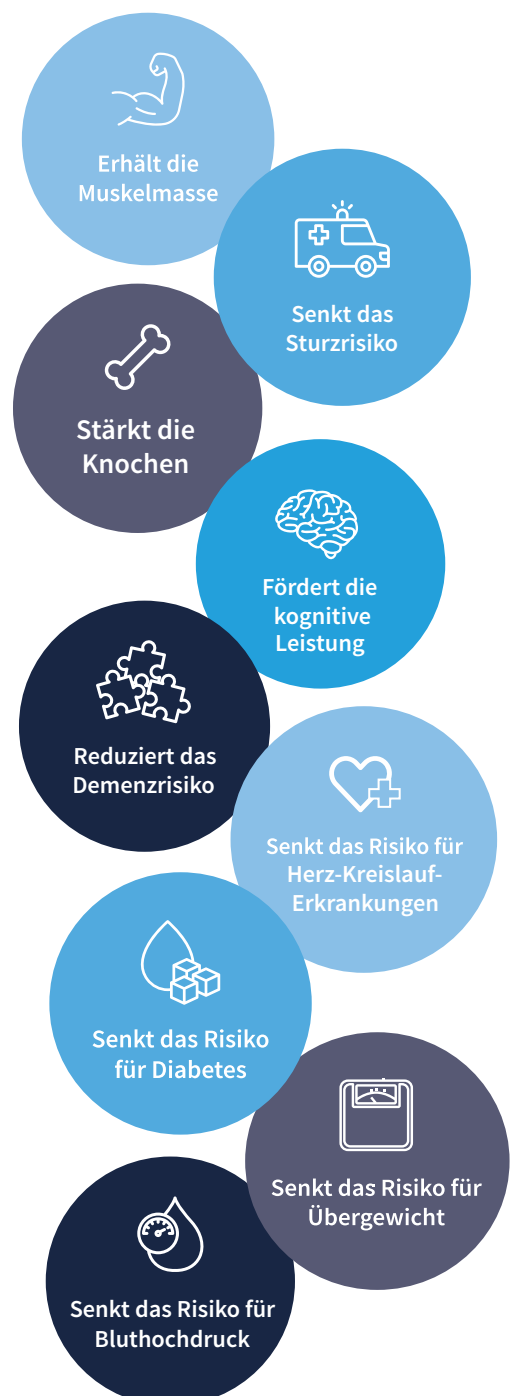 Erhält die
Muskelmasse
Senkt das
Sturzrisiko
Stärkt die
Knochen
Fördert die
kognitive
Leistung
Reduziert das
Demenzrisiko
Senkt das Risiko für
Herz-Kreislauf-
Erkrankungen
Senkt das Risiko
für Diabetes
Senkt das Risiko für
Übergewicht
Senkt das Risiko für
Bluthochdruck